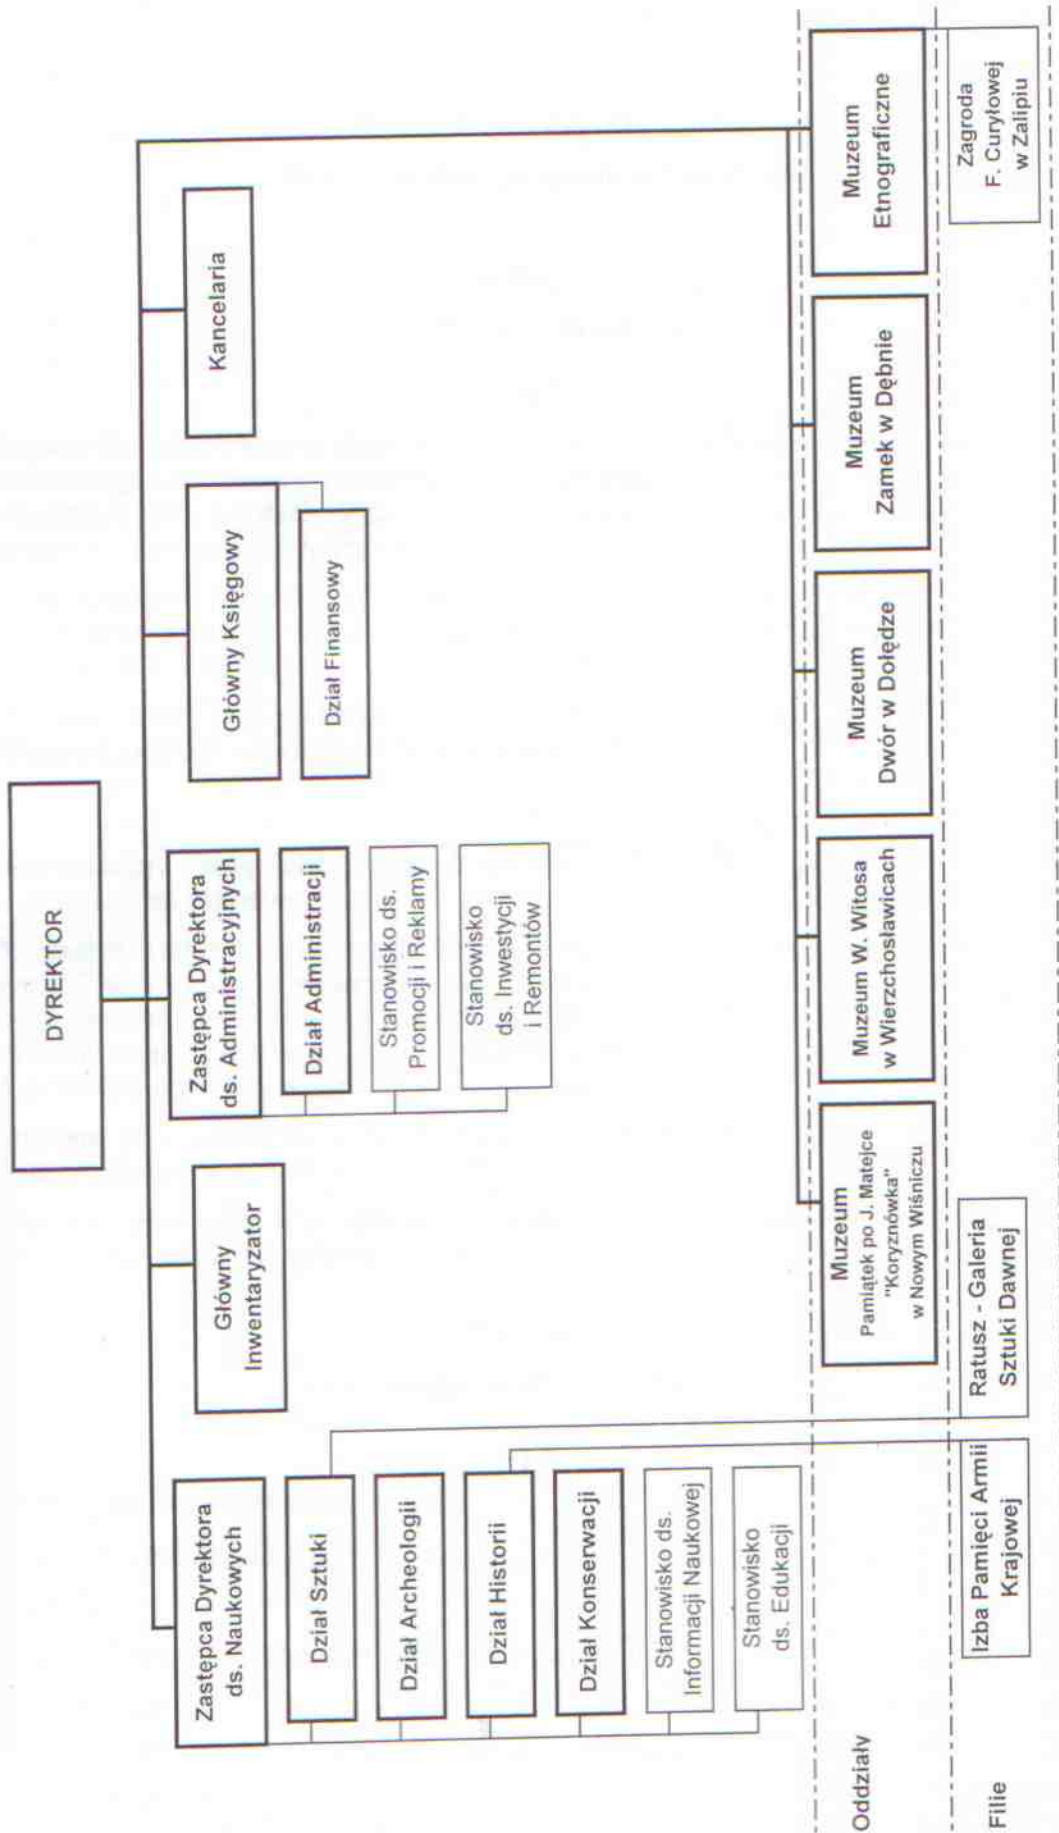 DYREKTOR
Zastępca Dyrektora
ds. Naukowych
Dział Sztuki
Dział Archeologii
Dział Historii
Dział Konserwacji
Stanowisko ds.
Informacji Naukowej
Stanowisko
ds. Edukacji
Główny
Inwentaryzator
Zastępca Dyrektora
ds. Administracyjnych
Dział Administracji
Stanowisko ds.
Promocji i Reklamy
Stanowisko
ds. Inwestycji
i Remontów
Główny Księgowy
Dział Finansowy
Kancelaria
Oddziały
Muzeum
Pamiątek po J. Matejce
"Koryznówka"
w Nowym Wiśniczu
Muzeum W. Witosa
w Wierzchosławicach
Muzeum
Dwór w Dołędze
Muzeum
Zamek w Dębnie
Muzeum
Etnograficzne
Filie
Izba Pamięci Armii
Krajowej
Ratusz - Galeria
Sztuki Dawnej
Zagroda
F. Curyłowej
w Zalipiu